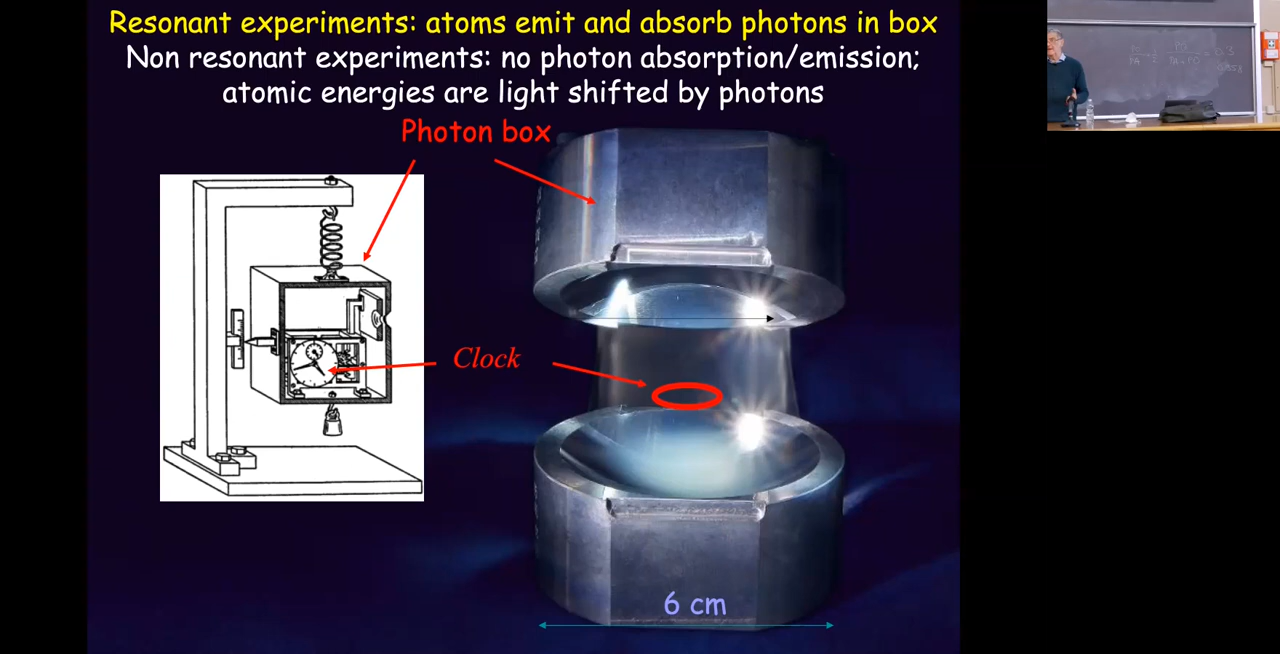 Resonant experiments: atoms emit and absorb photons in box
Non resonant experiments: no photon absorption/emission;
atomic energies are light shifted by photons
Photon box
Clock
6 cm